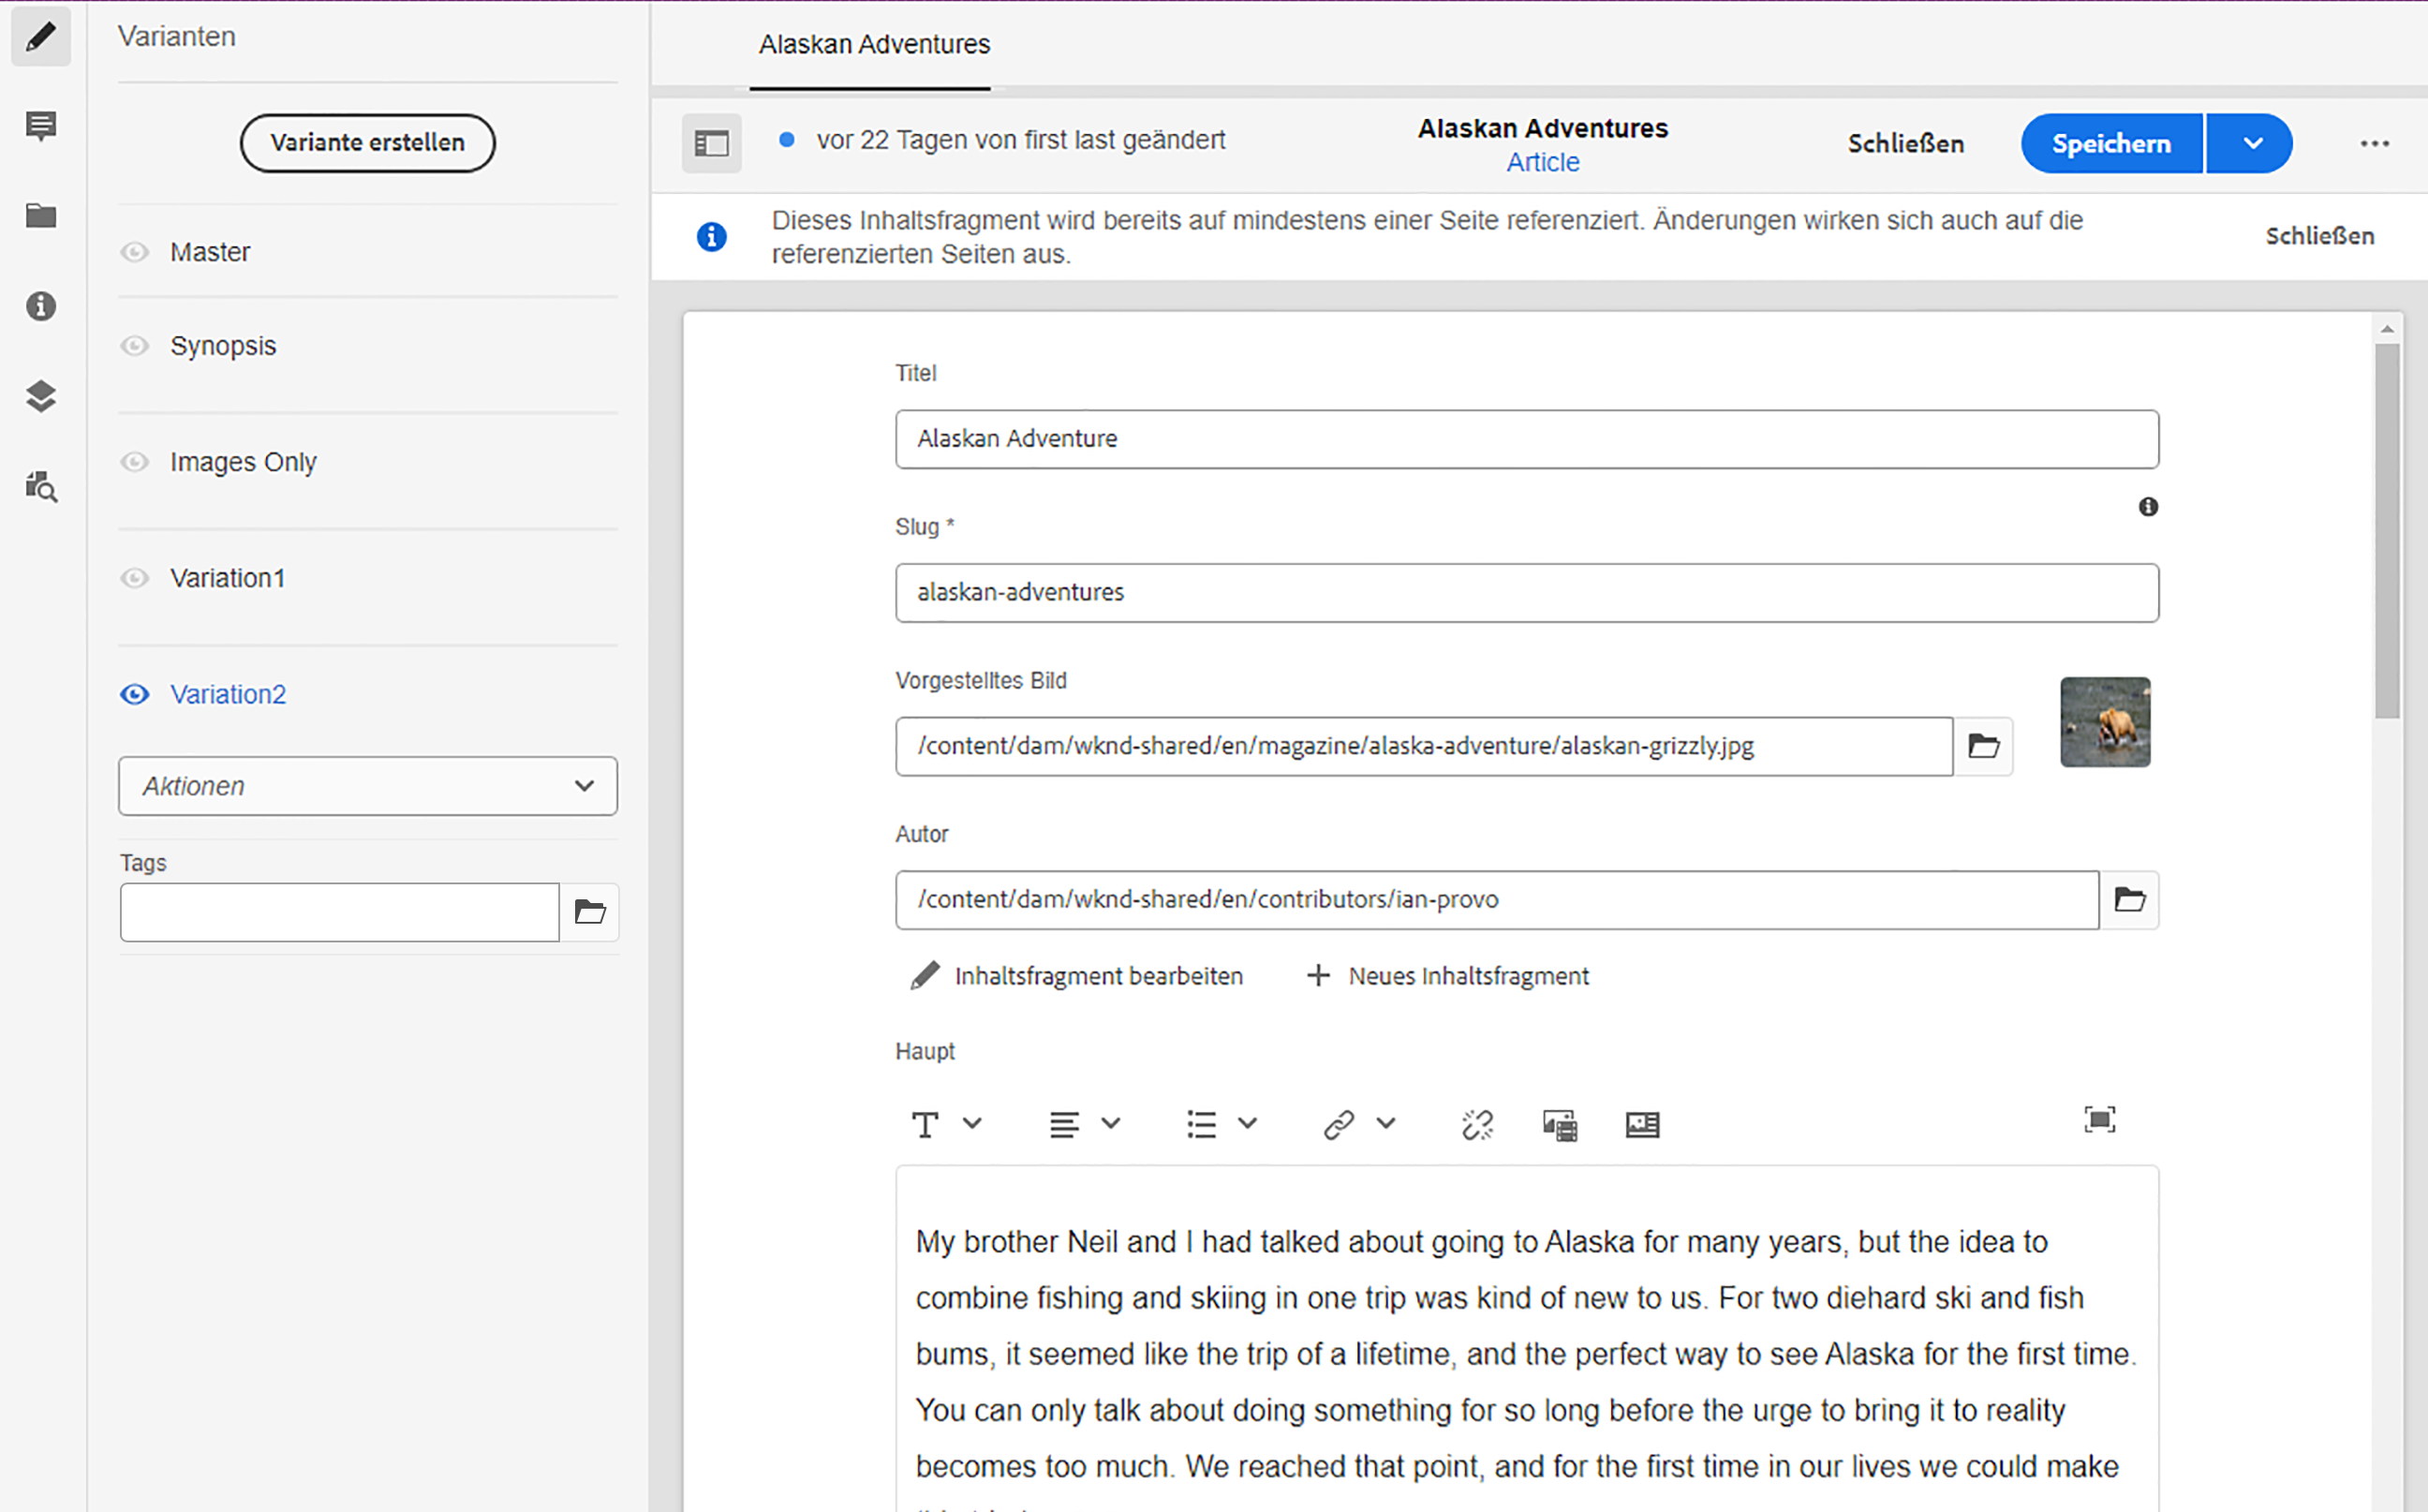 Varianten
Variante erstellen
Master
Synopsis
Images Only
Variation1
Variation2
Aktionen
Tags
Alaskan Adventures
vor 22 Tagen von first last geändert
Alaskan Adventures
Article
Schließen
Speichern
Dieses Inhaltsfragment wird bereits auf mindestens einer Seite referenziert. Änderungen wirken sich auch auf die
referenzierten Seiten aus.
Schließen
Titel
Alaskan Adventure
Slug *
alaskan-adventures
Vorgestelltes Bild
/content/dam/wknd-shared/en/magazine/alaska-adventure/alaskan-grizzly.jpg
Autor
/content/dam/wknd-shared/en/contributors/ian-provo
Inhaltsfragment bearbeiten
Neues Inhaltsfragment
Haupt
My brother Neil and I had talked about going to Alaska for many years, but the idea to
combine fishing and skiing in one trip was kind of new to us. For two diehard ski and fish
bums, it seemed like the trip of a lifetime, and the perfect way to see Alaska for the first time.
You can only talk about doing something for so long before the urge to bring it to reality
becomes too much. We reached that point, and for the first time in our lives we could make